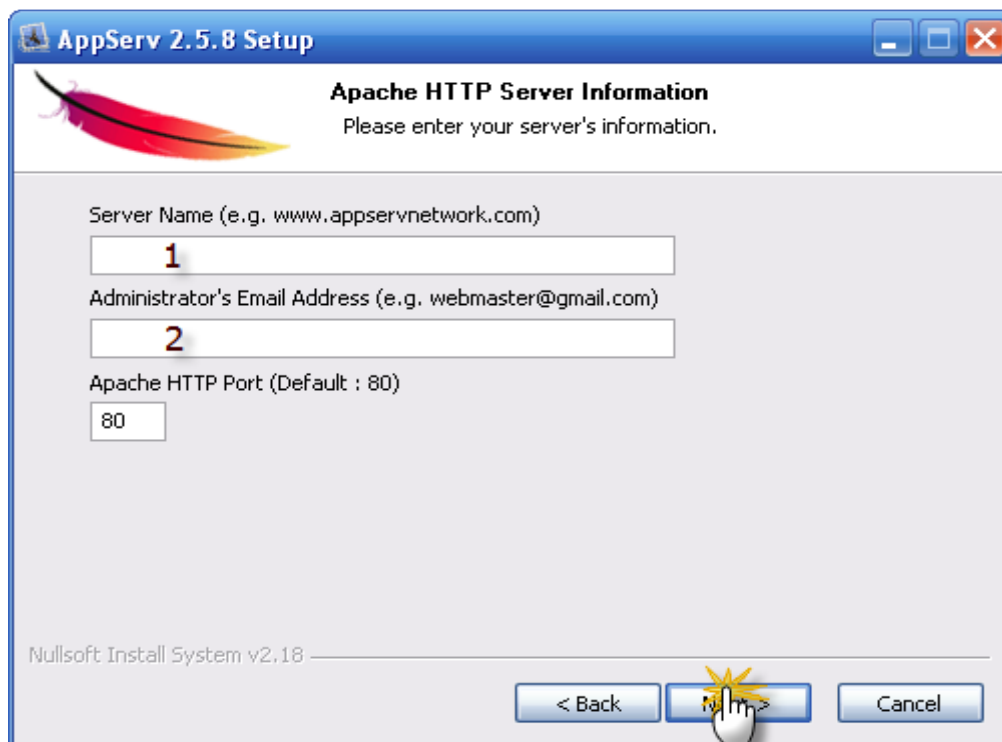 AppServ 2.5.8 Setup
Apache HTTP Server Information
Please enter your server's information.
Server Name (e.g. www.appservnetwork.com)
1
Administrator's Email Address (e.g. webmaster@gmail.com)
2
Apache HTTP Port (Default : 80)
80
Nullsoft Install System v2.18
< Back
>
Cancel